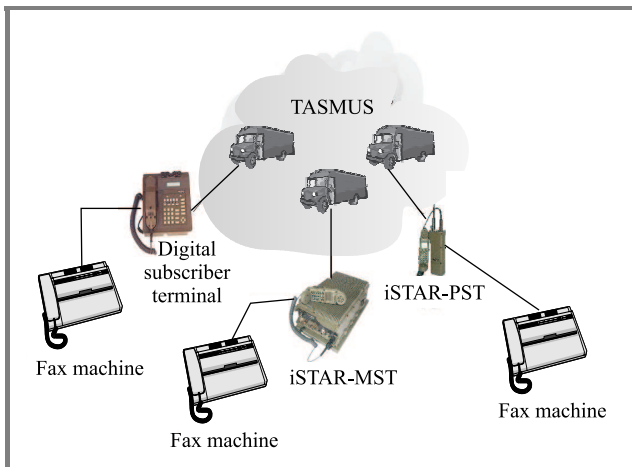 TASMUS
Digital
subscriber
terminal
iSTAR-PST
Fax machine
iSTAR-MST
Fax machine
Fax machine